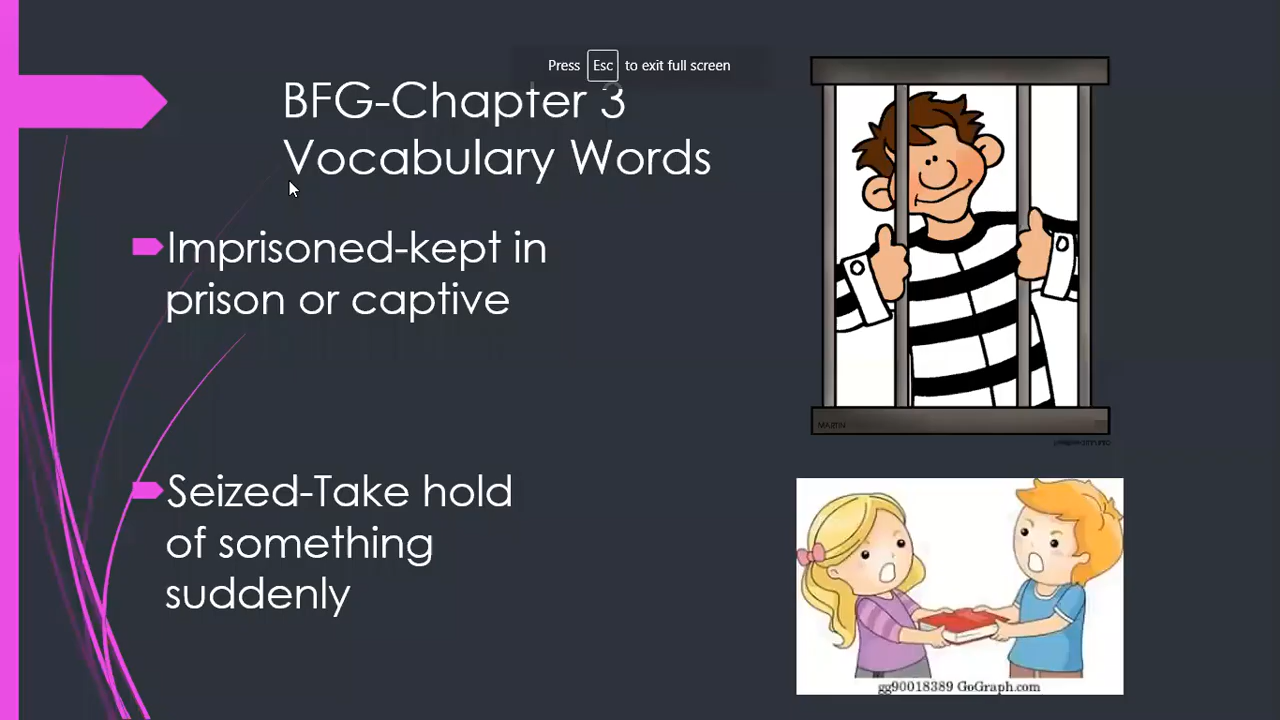 Press Esc to exit full screen
BFG-Chapter 3
Vocabulary Words
Imprisoned-kept in
prison or captive
MARTIN
Seized-Take hold
of something
suddenly
gg90018389 GoGraph.com